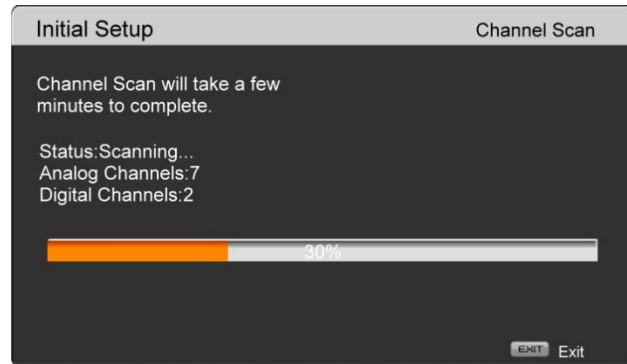 Initial Setup
Channel Scan
Channel Scan will take a few
minutes to complete.
Status:Scanning...
Analog Channels:7
Digital Channels:2
30%
EXIT Exit